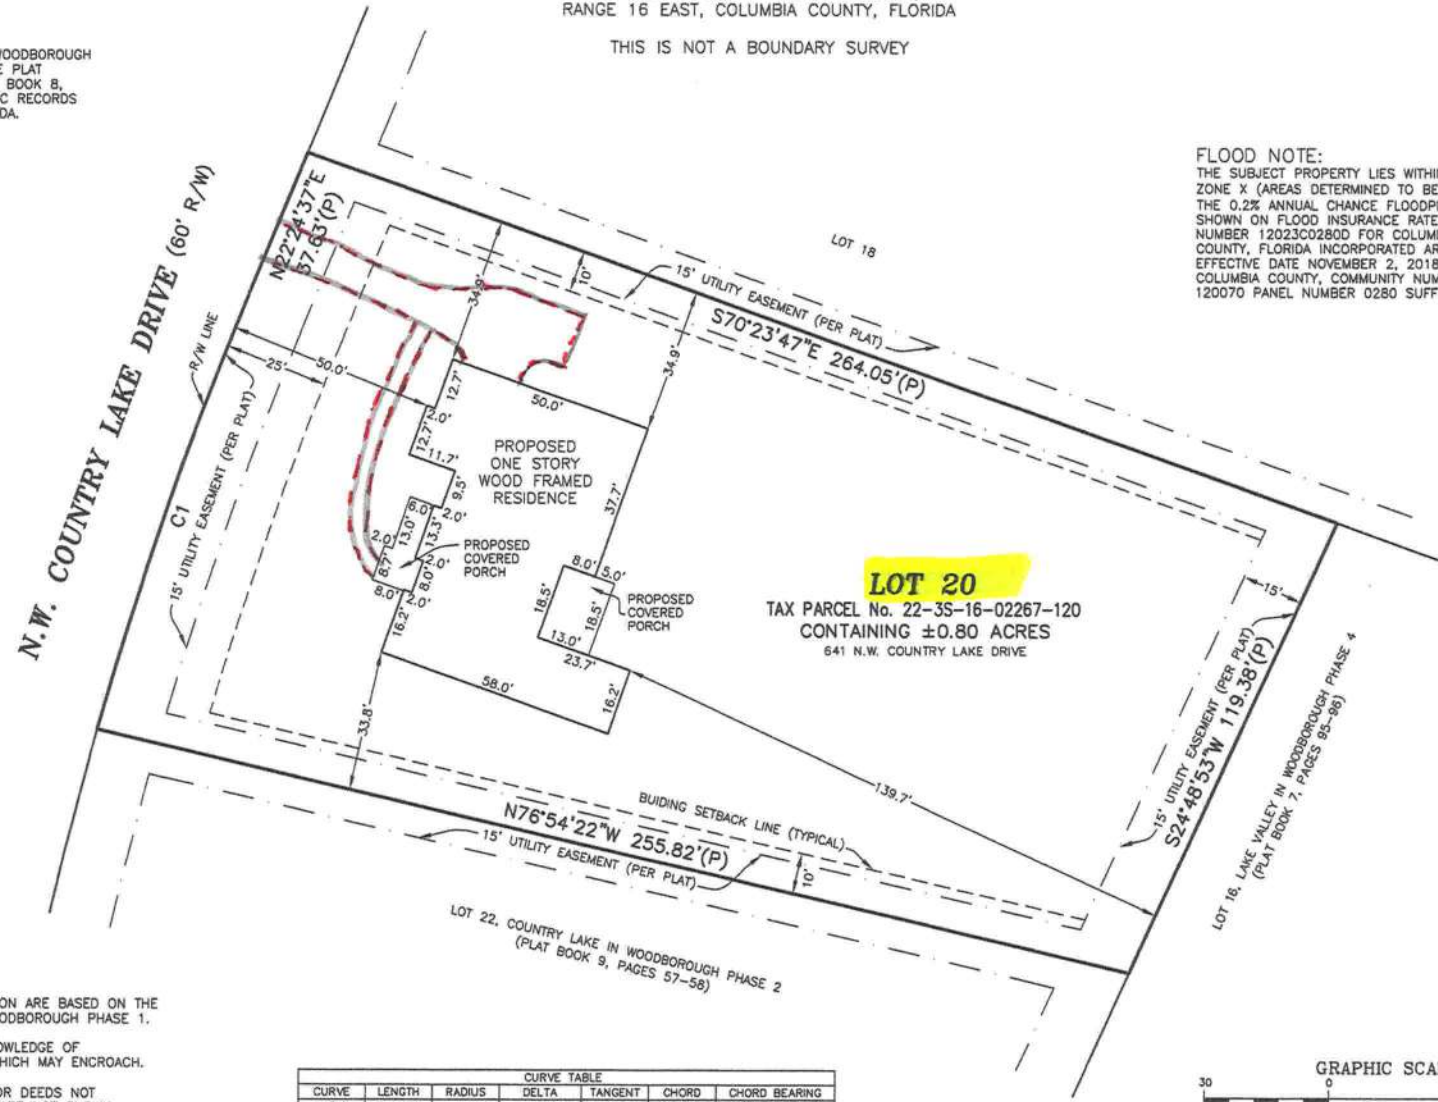 RANGE 16 EAST, COLUMBIA COUNTY, FLORIDA
THIS IS NOT A BOUNDARY SURVEY
WOODBOROUGH
PLAT
BOOK 8,
RECORDS
FLOOD NOTE:
THE SUBJECT PROPERTY LIES WITHIN
ZONE X (AREAS DETERMINED TO BE
THE 0.2% ANNUAL CHANCE FLOODPL
SHOWN ON FLOOD INSURANCE RATE
NUMBER 12023C0280D FOR COLUM
COUNTY, FLORIDA INCORPORATED AR
EFFECTIVE DATE NOVEMBER 2, 2018
COLUMBIA COUNTY, COMMUNITY NUM
120070 PANEL NUMBER 0280 SUFF
N.W. COUNTRY LAKE DRIVE (60' R/W)
N22°24'37"E
37.63'(P)
R/W LINE
C1
15' UTILITY EASEMENT (PER PLAT)
LOT 18
10'
15' UTILITY EASEMENT (PER PLAT)
S70°23'47"E 264.05'(P)
34.9'
34.9'
50.0'
25'
12.7'
50.0'
2.0'
12.7'
11.7'
9.5'
6.0'
2.0'
13.0'
13.3'
2.0'
8.7'
2.0'
8.0'
8.0'
2.0'
16.2'
37.7'
8.0'
5.0'
18.5'
18.5'
13.0'
23.7'
58.0'
16.2'
33.8'
139.7'
PROPOSED
ONE STORY
WOOD FRAMED
RESIDENCE
PROPOSED
COVERED
PORCH
PROPOSED
COVERED
PORCH
LOT 20
TAX PARCEL No. 22-3S-16-02267-120
CONTAINING ±0.80 ACRES
641 N.W. COUNTRY LAKE DRIVE
15'
15' UTILITY EASEMENT (PER PLAT)
S24°48'53"W 119.38'(P)
LOT 16, LAKE VALLEY IN WOODBOROUGH PHASE 4
(PLAT BOOK 7, PAGES 95-96)
BUIDING SETBACK LINE (TYPICAL)
10'
N76°54'22"W 255.82'(P)
15' UTILITY EASEMENT (PER PLAT)
LOT 22, COUNTRY LAKE IN WOODBOROUGH PHASE 2
(PLAT BOOK 9, PAGES 57-58)
ON ARE BASED ON THE
WOODBOROUGH PHASE 1.
OWLEDGE OF
WHICH MAY ENCROACH.
OR DEEDS NOT
CURVE TABLE
CURVE LENGTH RADIUS DELTA TANGENT CHORD CHORD BEARING
GRAPHIC SCA
30 0